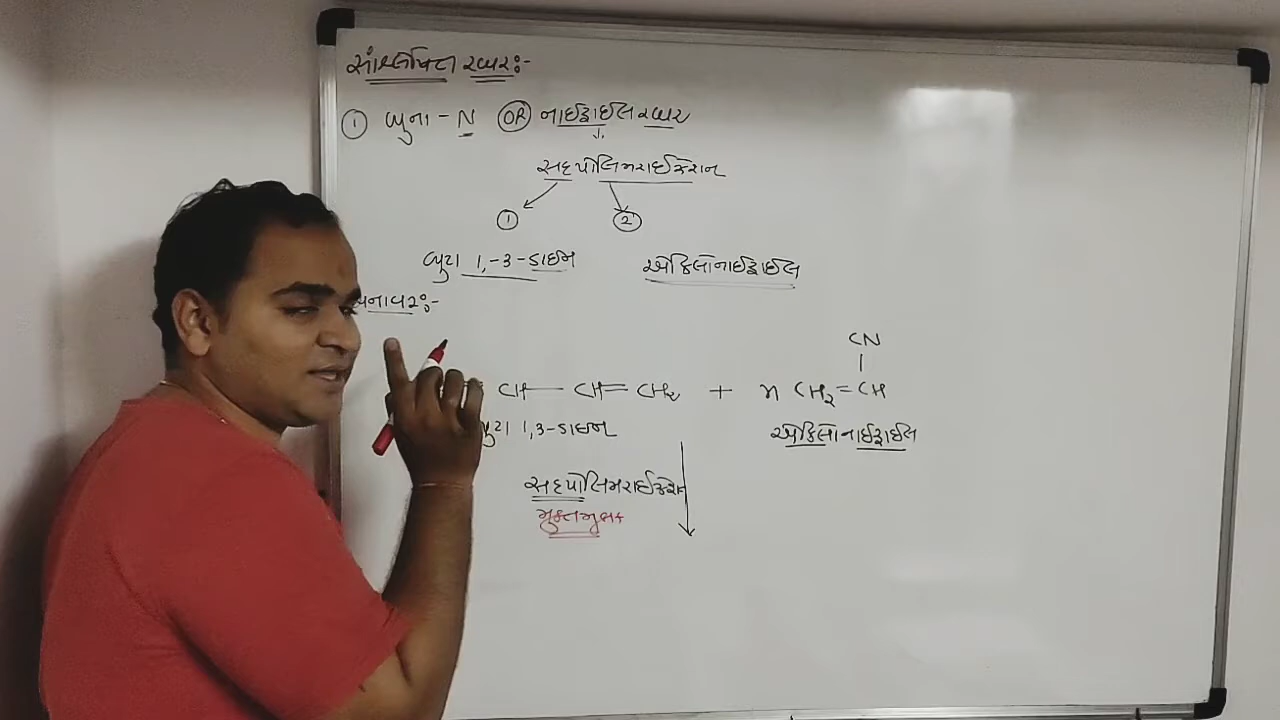 સાંશ્લેષિત રબર:-
① બ્યુના - N OR નાઈટ્રાઈલ રબર
સહપોલિમરાઈઝેશન
① ②
બ્યુટા 1,-3-ડાઇન એક્રિલોનાઈટ્રાઈલ
બનાવટ:-
CN
CH — CH = CH₂ + n CH₂ = CH
બ્યુટા 1,3-ડાઇન એક્રિલોનાઈટ્રાઈલ
સહપોલિમરાઈઝેશન
મુક્તમૂલક